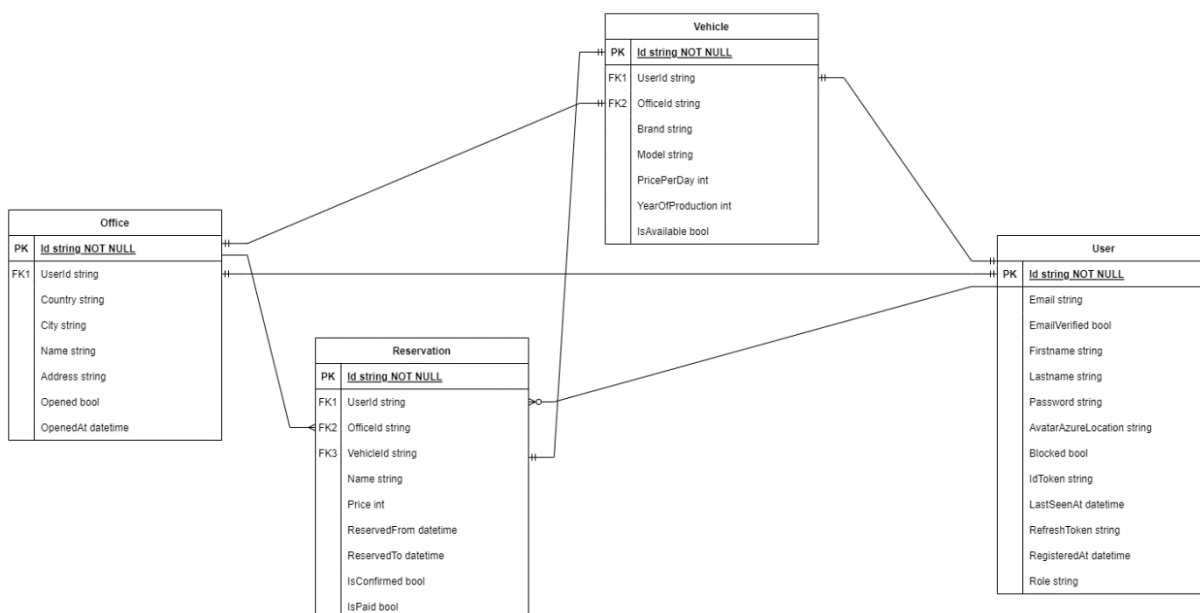 Vehicle
PK Id string NOT NULL
FK1 UserId string
FK2 OfficeId string
Brand string
Model string
PricePerDay int
YearOfProduction int
IsAvailable bool
Office
PK Id string NOT NULL
FK1 UserId string
Country string
City string
Name string
Address string
Opened bool
OpenedAt datetime
User
PK Id string NOT NULL
Email string
EmailVerified bool
Firstname string
Lastname string
Password string
AvatarAzureLocation string
Blocked bool
IdToken string
LastSeenAt datetime
RefreshToken string
RegisteredAt datetime
Role string
Reservation
PK Id string NOT NULL
FK1 UserId string
FK2 OfficeId string
FK3 VehicleId string
Name string
Price int
ReservedFrom datetime
ReservedTo datetime
IsConfirmed bool
IsPaid bool